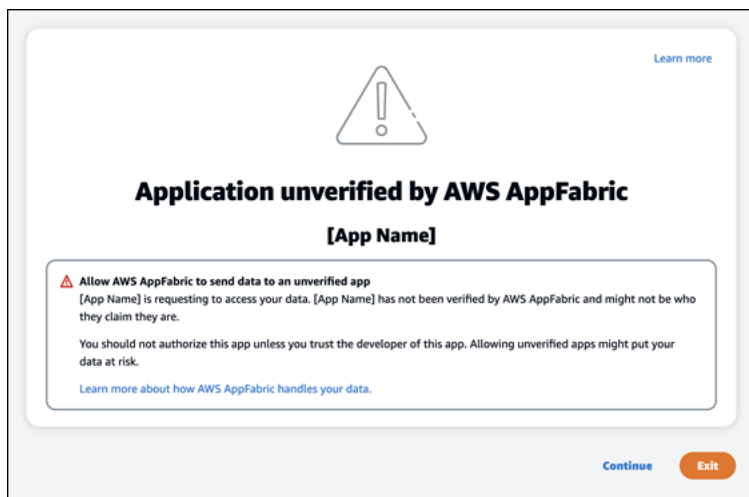 Learn more
Application unverified by AWS AppFabric
[App Name]
Allow AWS AppFabric to send data to an unverified app
[App Name] is requesting to access your data. [App Name] has not been verified by AWS AppFabric and might not be who
they claim they are.
You should not authorize this app unless you trust the developer of this app. Allowing unverified apps might put your
data at risk.
Learn more about how AWS AppFabric handles your data.
Continue
Exit